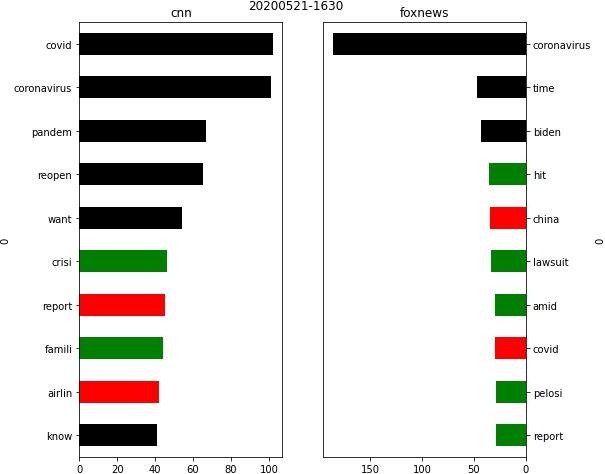 20200521-1630
cnn
covid
coronavirus
pandem
reopen
want
crisi
report
famili
airlin
know
0
0 20 40 60 80 100
foxnews
coronavirus
time
biden
hit
china
lawsuit
amid
covid
pelosi
report
0
150 100 50 0